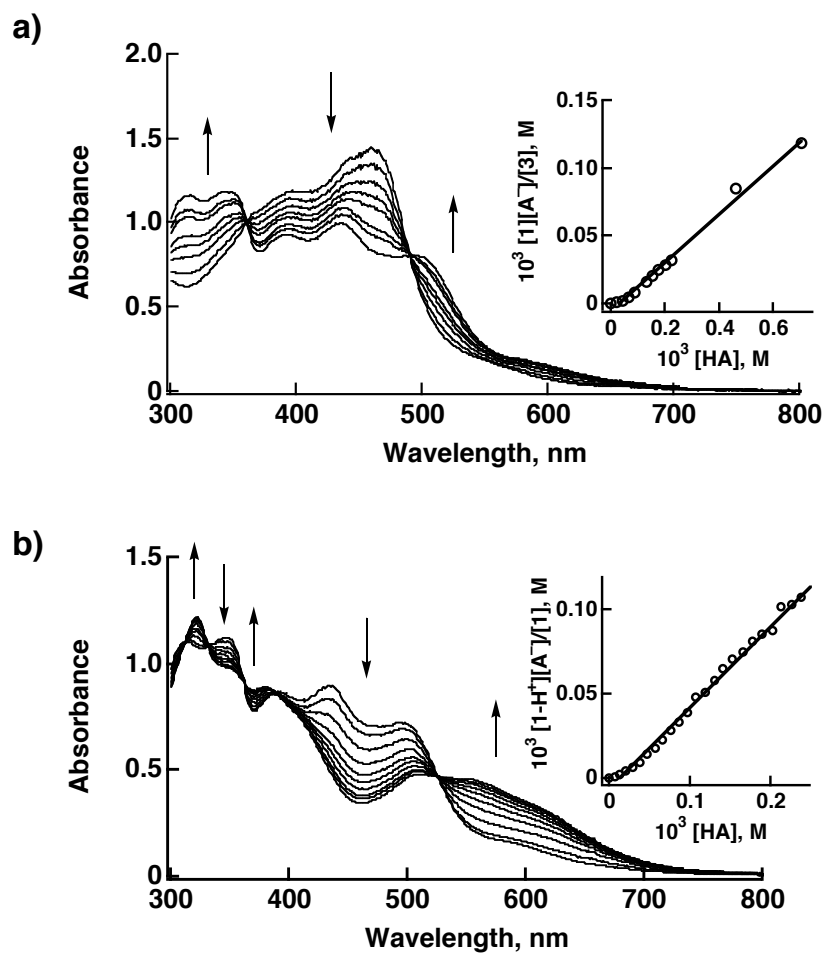 a)
2.0
1.5
1.0
0.5
0
Absorbance
300 400 500 600 700 800
Wavelength, nm
0.15
0.10
0.05
0
10³ [1][A⁻]/[3], M
0 0.2 0.4 0.6
10³ [HA], M
b)
1.5
1.0
0.5
0
Absorbance
300 400 500 600 700 800
Wavelength, nm
0.10
0.05
0
10³ [1-H⁺][A⁻]/[1], M
0 0.1 0.2
10³ [HA], M